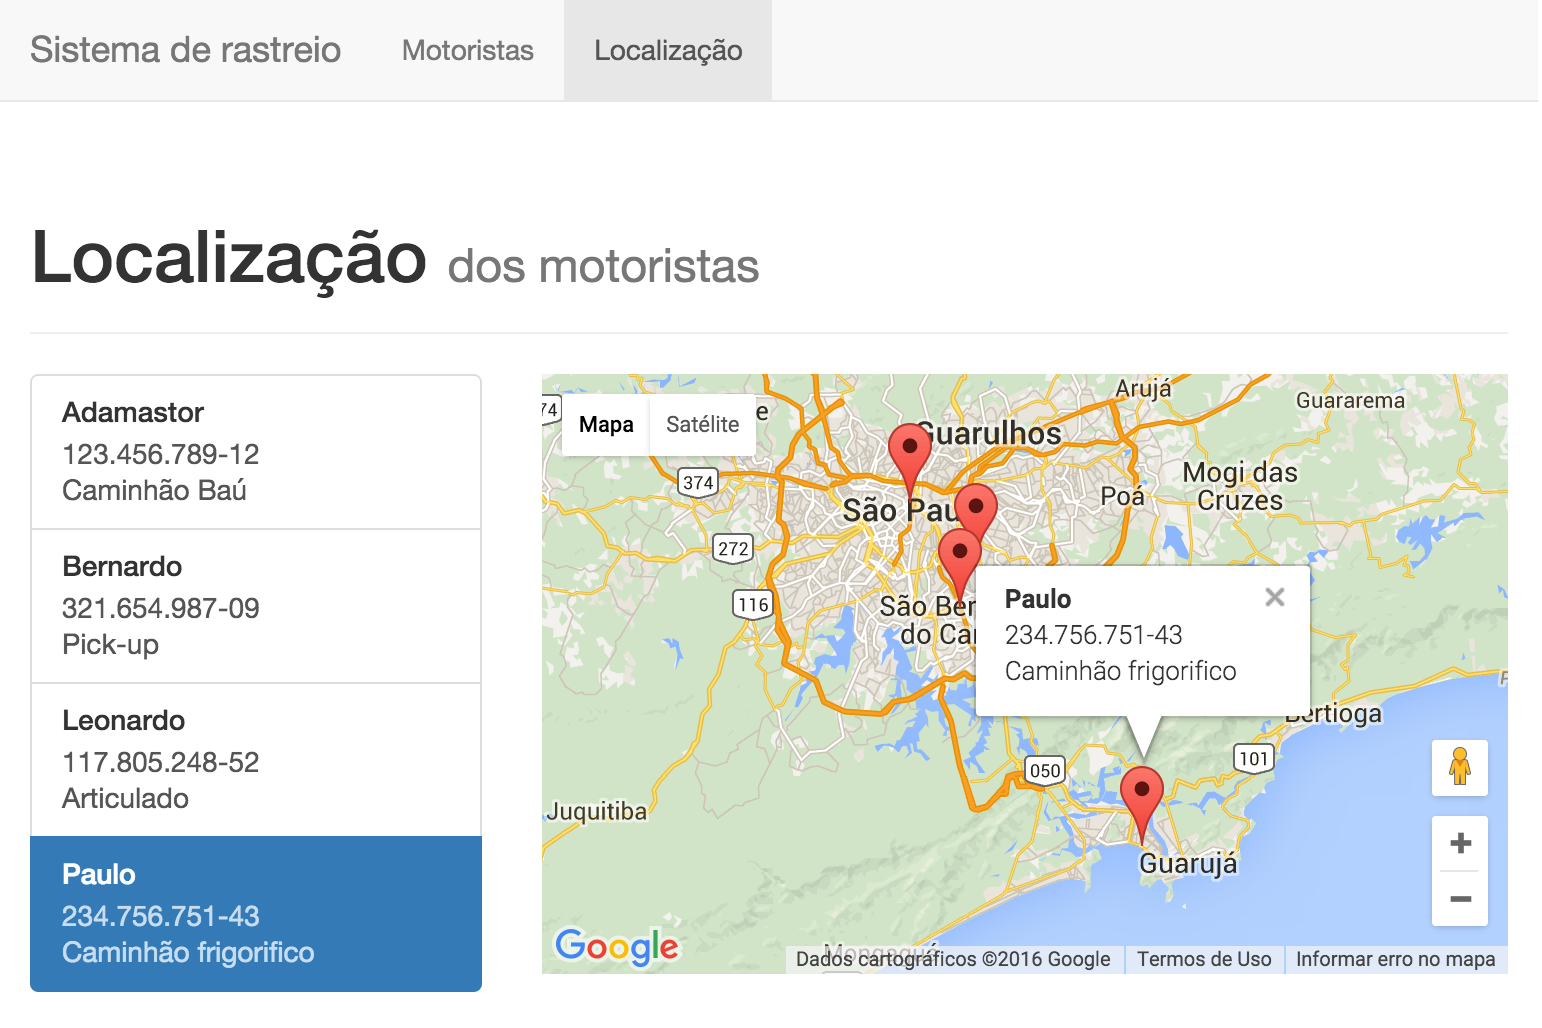 Sistema de rastreio
Motoristas
Localização
Localização dos motoristas
Adamastor
123.456.789-12
Caminhão Baú
Bernardo
321.654.987-09
Pick-up
Leonardo
117.805.248-52
Articulado
Paulo
234.756.751-43
Caminhão frigorifico
Mapa
Satélite
Arujá
Guararema
Guarulhos
374
Mogi das
Cruzes
Poá
São Pau
272
116
São Ber
do Ca
Paulo
234.756.751-43
Caminhão frigorifico
Bertioga
101
050
Juquitiba
Guarujá
Google
Mongaguá
Dados cartográficos ©2016 Google
Termos de Uso
Informar erro no mapa